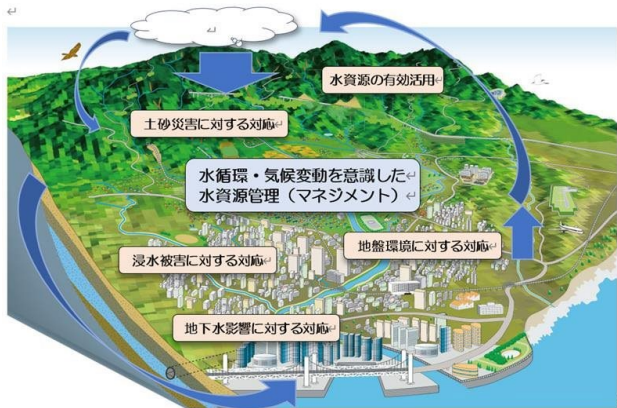 水資源の有効活用
土砂災害に対する対応
水循環・気候変動を意識した
水資源管理（マネジメント）
地盤環境に対する対応
浸水被害に対する対応
地下水影響に対する対応